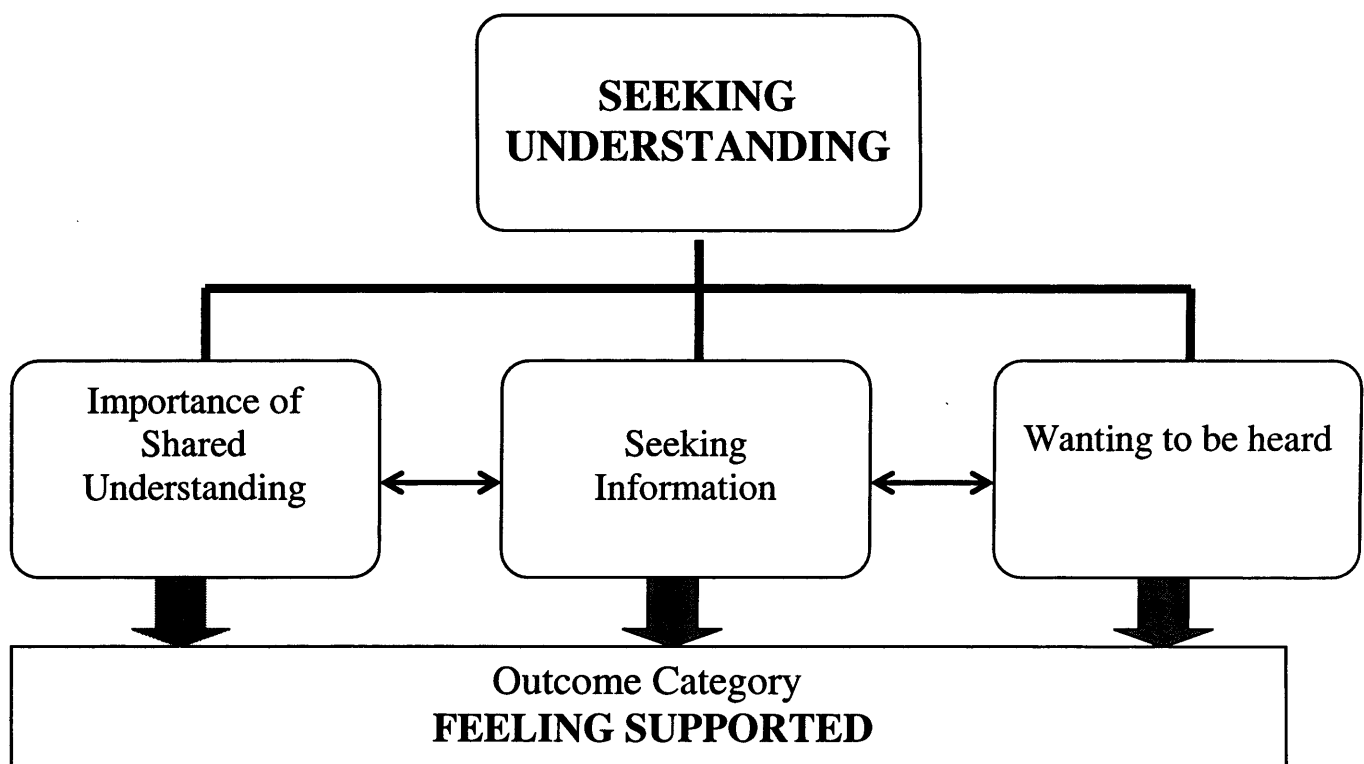 SEEKING
UNDERSTANDING
Importance of
Shared
Understanding
Seeking
Information
Wanting to be heard
Outcome Category
FEELING SUPPORTED